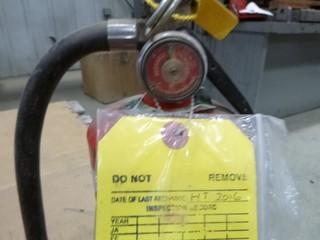 DO NOT REMOVE
DATE OF LAST RECHARGE HT 2016
INSPECTION RECORD
YEAR
JA
FE